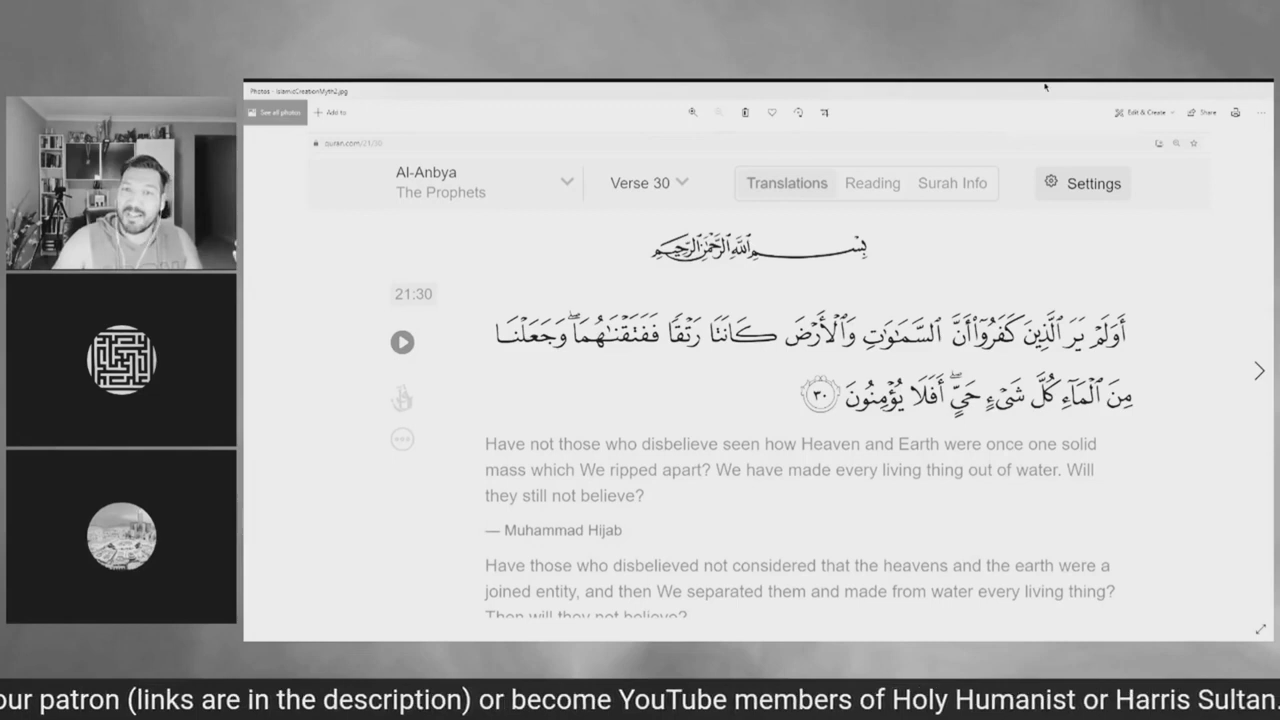 Photos - IslamicCreationMyth2.jpg
See all photos
Add to
Edit & Create
Share
quran.com/21/30
Al-Anbya
The Prophets
Verse 30
Translations
Reading
Surah Info
Settings
بِسْمِ ٱللَّهِ ٱلرَّحْمَٰنِ ٱلرَّحِيمِ
21:30
أَوَلَمْ يَرَ ٱلَّذِينَ كَفَرُوٓا۟ أَنَّ ٱلسَّمَٰوَٰتِ وَٱلْأَرْضَ كَانَتَا رَتْقًا فَفَتَقْنَٰهُمَا ۖ وَجَعَلْنَا
مِنَ ٱلْمَآءِ كُلَّ شَىْءٍ حَىٍّ ۖ أَفَلَا يُؤْمِنُونَ ٣٠
Have not those who disbelieve seen how Heaven and Earth were once one solid
mass which We ripped apart? We have made every living thing out of water. Will
they still not believe?
— Muhammad Hijab
Have those who disbelieved not considered that the heavens and the earth were a
joined entity, and then We separated them and made from water every living thing?
Then will they not believe?
our patron (links are in the description) or become YouTube members of Holy Humanist or Harris Sultan.